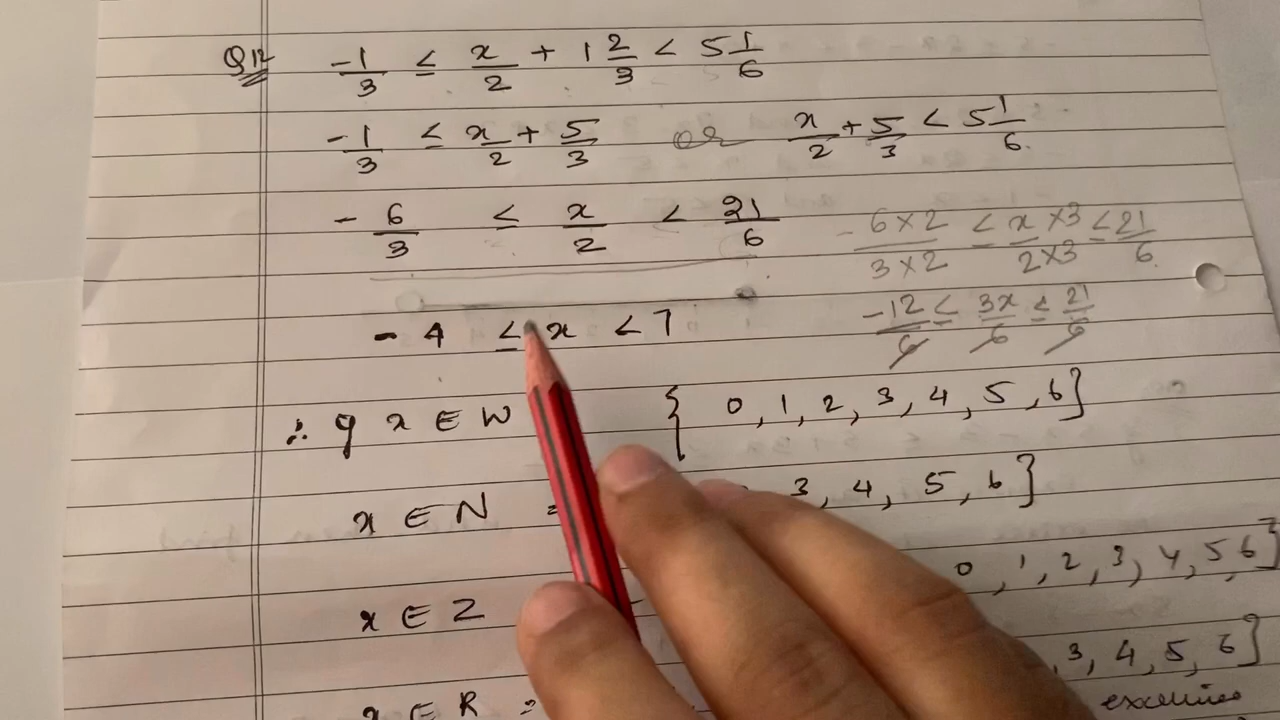 Q12 -1/3 ≤ x/2 + 1 2/3 < 5 1/6
-1/3 ≤ x/2 + 5/3 or x/2 + 5/3 < 5 1/6
- 6/3 ≤ x/2 < 21/6
- 6×2/3×2 ≤ x×3/2×3 ≤ 21/6
- 4 ≤ x < 7
-12/6 ≤ 3x/6 ≤ 21/6
∴ x ∈ W { 0, 1, 2, 3, 4, 5, 6 }
x ∈ N = 3, 4, 5, 6 }
x ∈ Z 0, 1, 2, 3, 4, 5, 6 }
, 3, 4, 5, 6 }
x ∈ R =